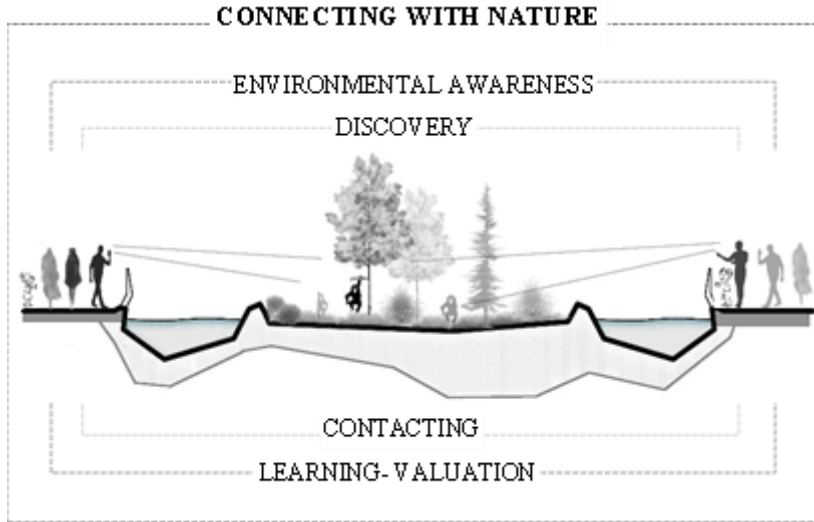 CONNECTING WITH NATURE
ENVIRONMENTAL AWARENESS
DISCOVERY
CONTACTING
LEARNING- VALUATION